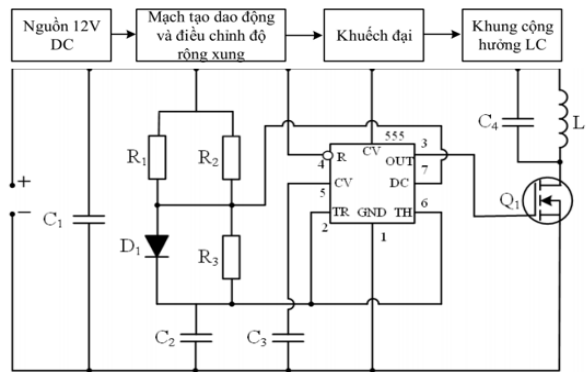 Nguồn 12V
DC
Mạch tạo dao động
và điều chỉnh độ
rộng xung
Khuếch đại
Khung cộng
hưởng LC
+
−
C₁
R₁
R₂
D₁
R₃
C₂
C₃
555
4
R
CV
OUT
3
7
5
CV
DC
6
TR
GND
TH
2
1
C₄
L
Q₁